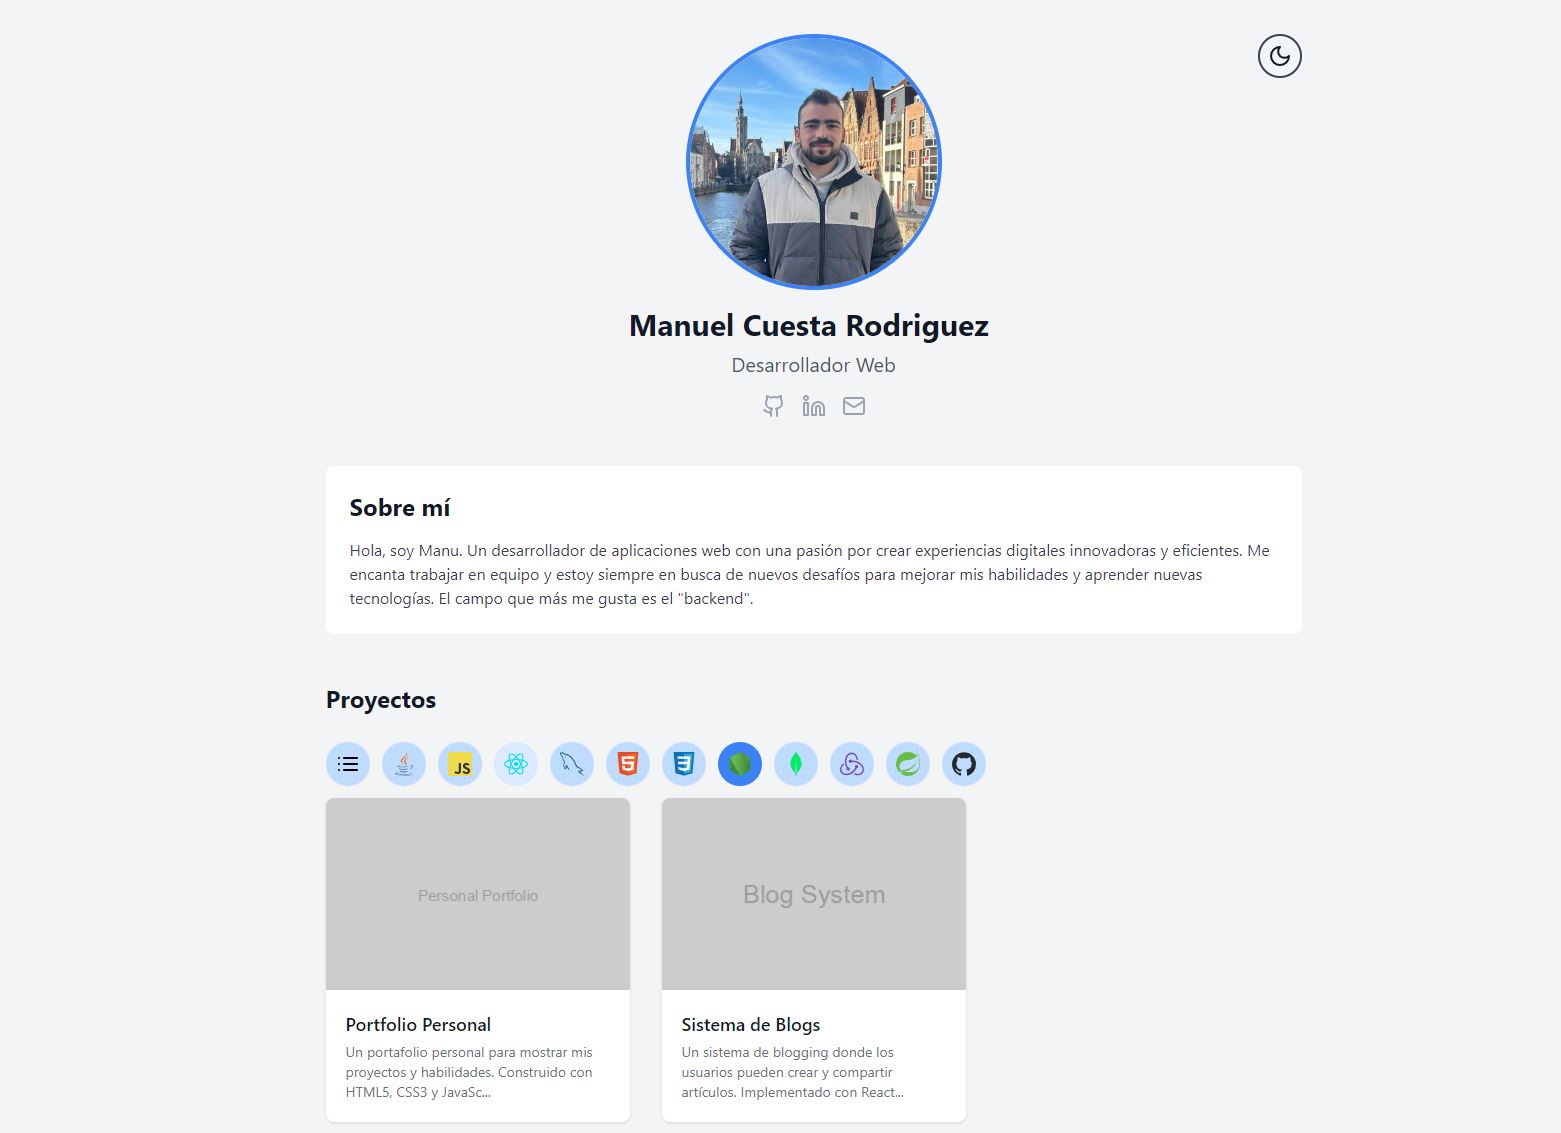 Manuel Cuesta Rodriguez
Desarrollador Web
Sobre mí
Hola, soy Manu. Un desarrollador de aplicaciones web con una pasión por crear experiencias digitales innovadoras y eficientes. Me
encanta trabajar en equipo y estoy siempre en busca de nuevos desafíos para mejorar mis habilidades y aprender nuevas
tecnologías. El campo que más me gusta es el "backend".
Proyectos
JS
Personal Portfolio
Blog System
Portfolio Personal
Un portafolio personal para mostrar mis
proyectos y habilidades. Construido con
HTML5, CSS3 y JavaSc...
Sistema de Blogs
Un sistema de blogging donde los
usuarios pueden crear y compartir
artículos. Implementado con React...